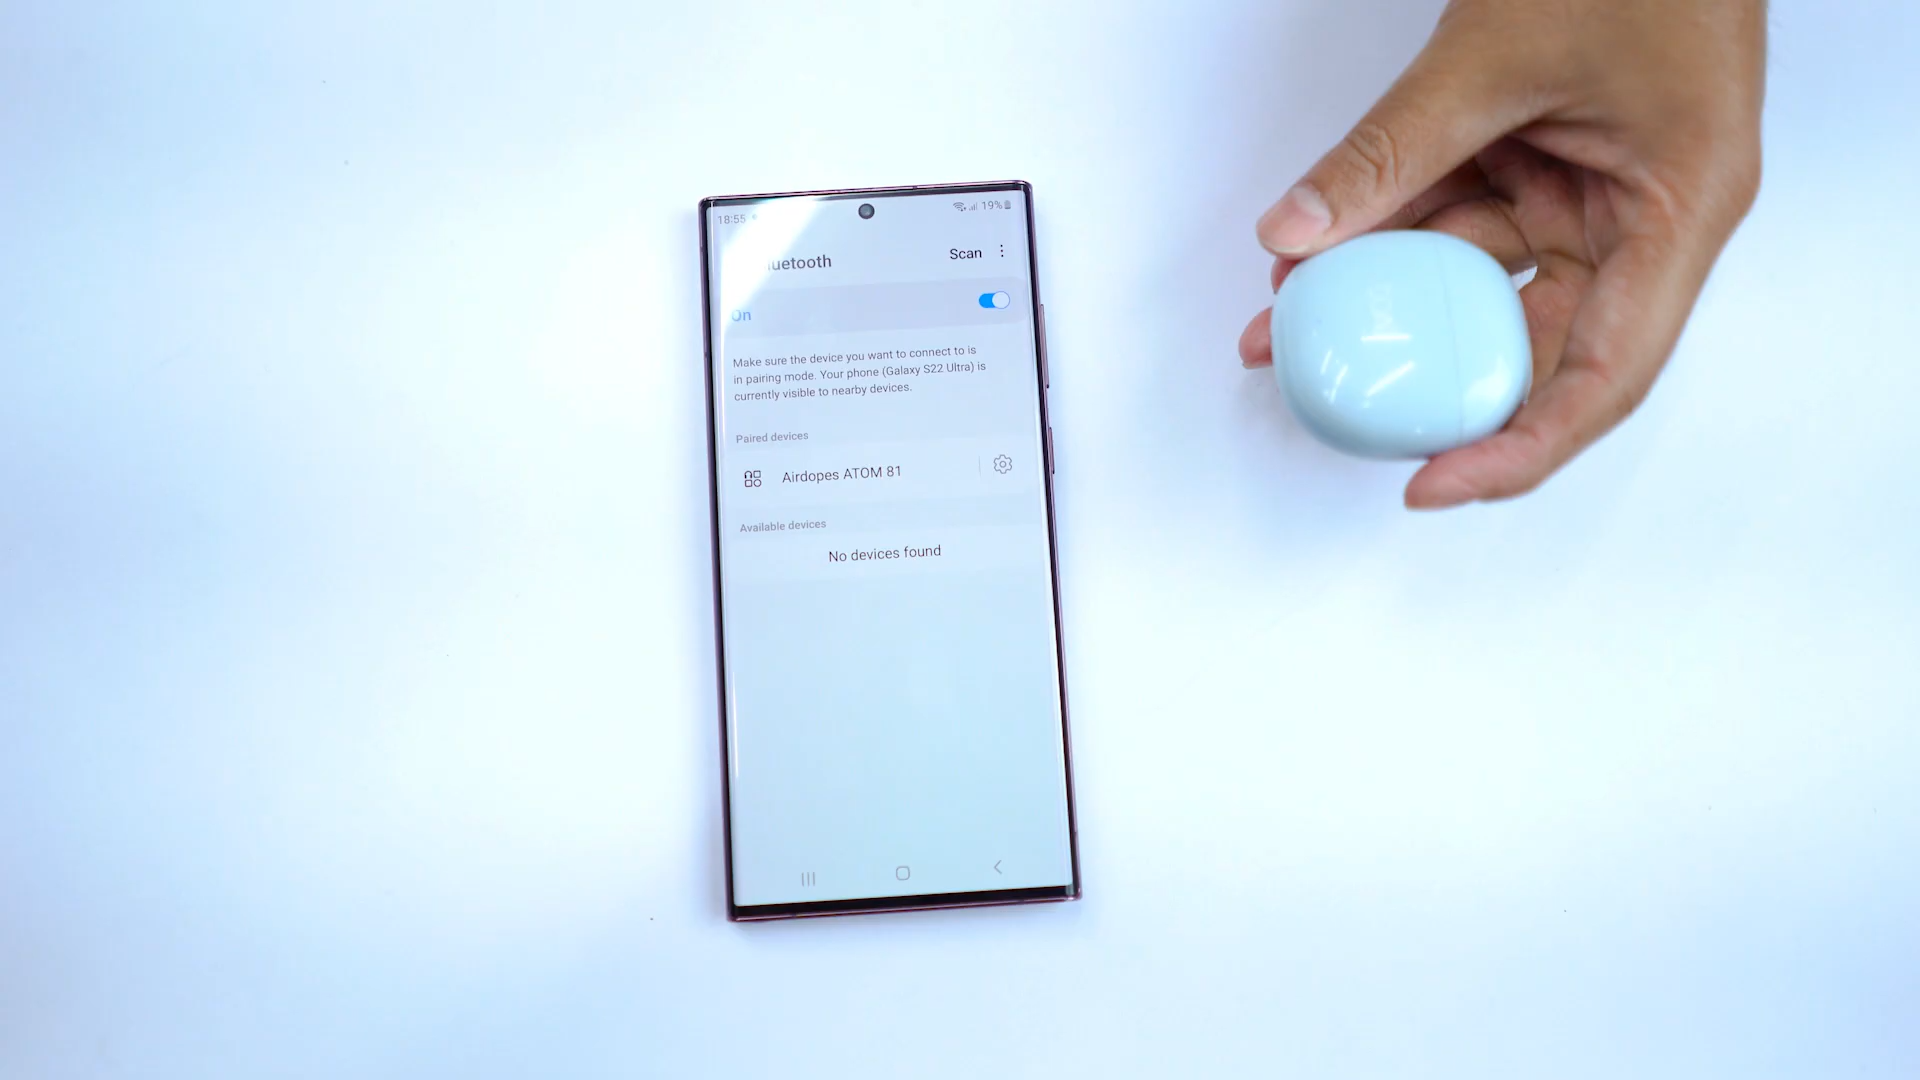 18:55
19%
uetooth
Scan
On
Make sure the device you want to connect to is
in pairing mode. Your phone (Galaxy S22 Ultra) is
currently visible to nearby devices.
Paired devices
Airdopes ATOM 81
Available devices
No devices found